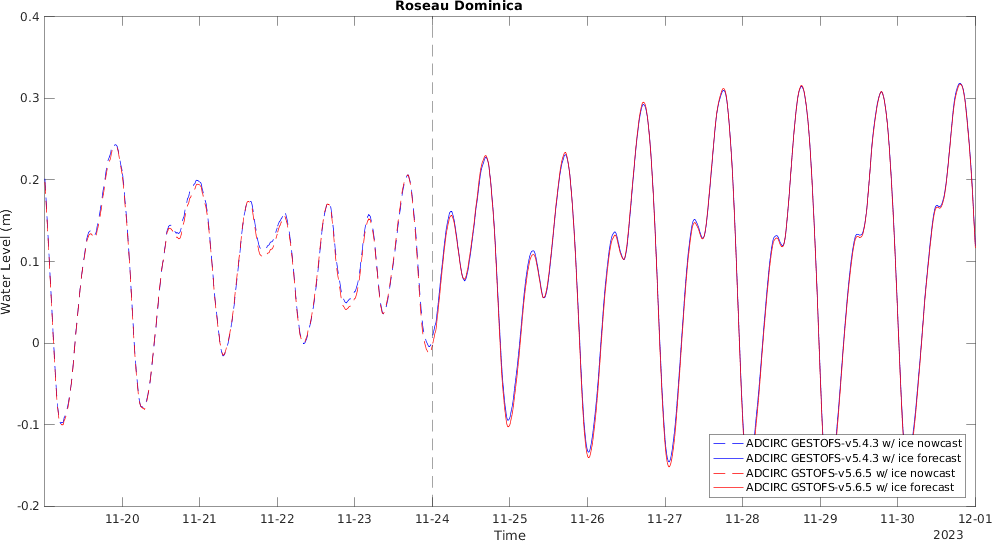 Roseau Dominica
0.4
0.3
0.2
0.1
0
-0.1
-0.2
Water Level (m)
ADCIRC GESTOFS-v5.4.3 w/ ice nowcast
ADCIRC GESTOFS-v5.4.3 w/ ice forecast
ADCIRC GSTOFS-v5.6.5 w/ ice nowcast
ADCIRC GSTOFS-v5.6.5 w/ ice forecast
11-20 11-21 11-22 11-23 11-24 11-25 11-26 11-27 11-28 11-29 11-30 12-01
Time
2023